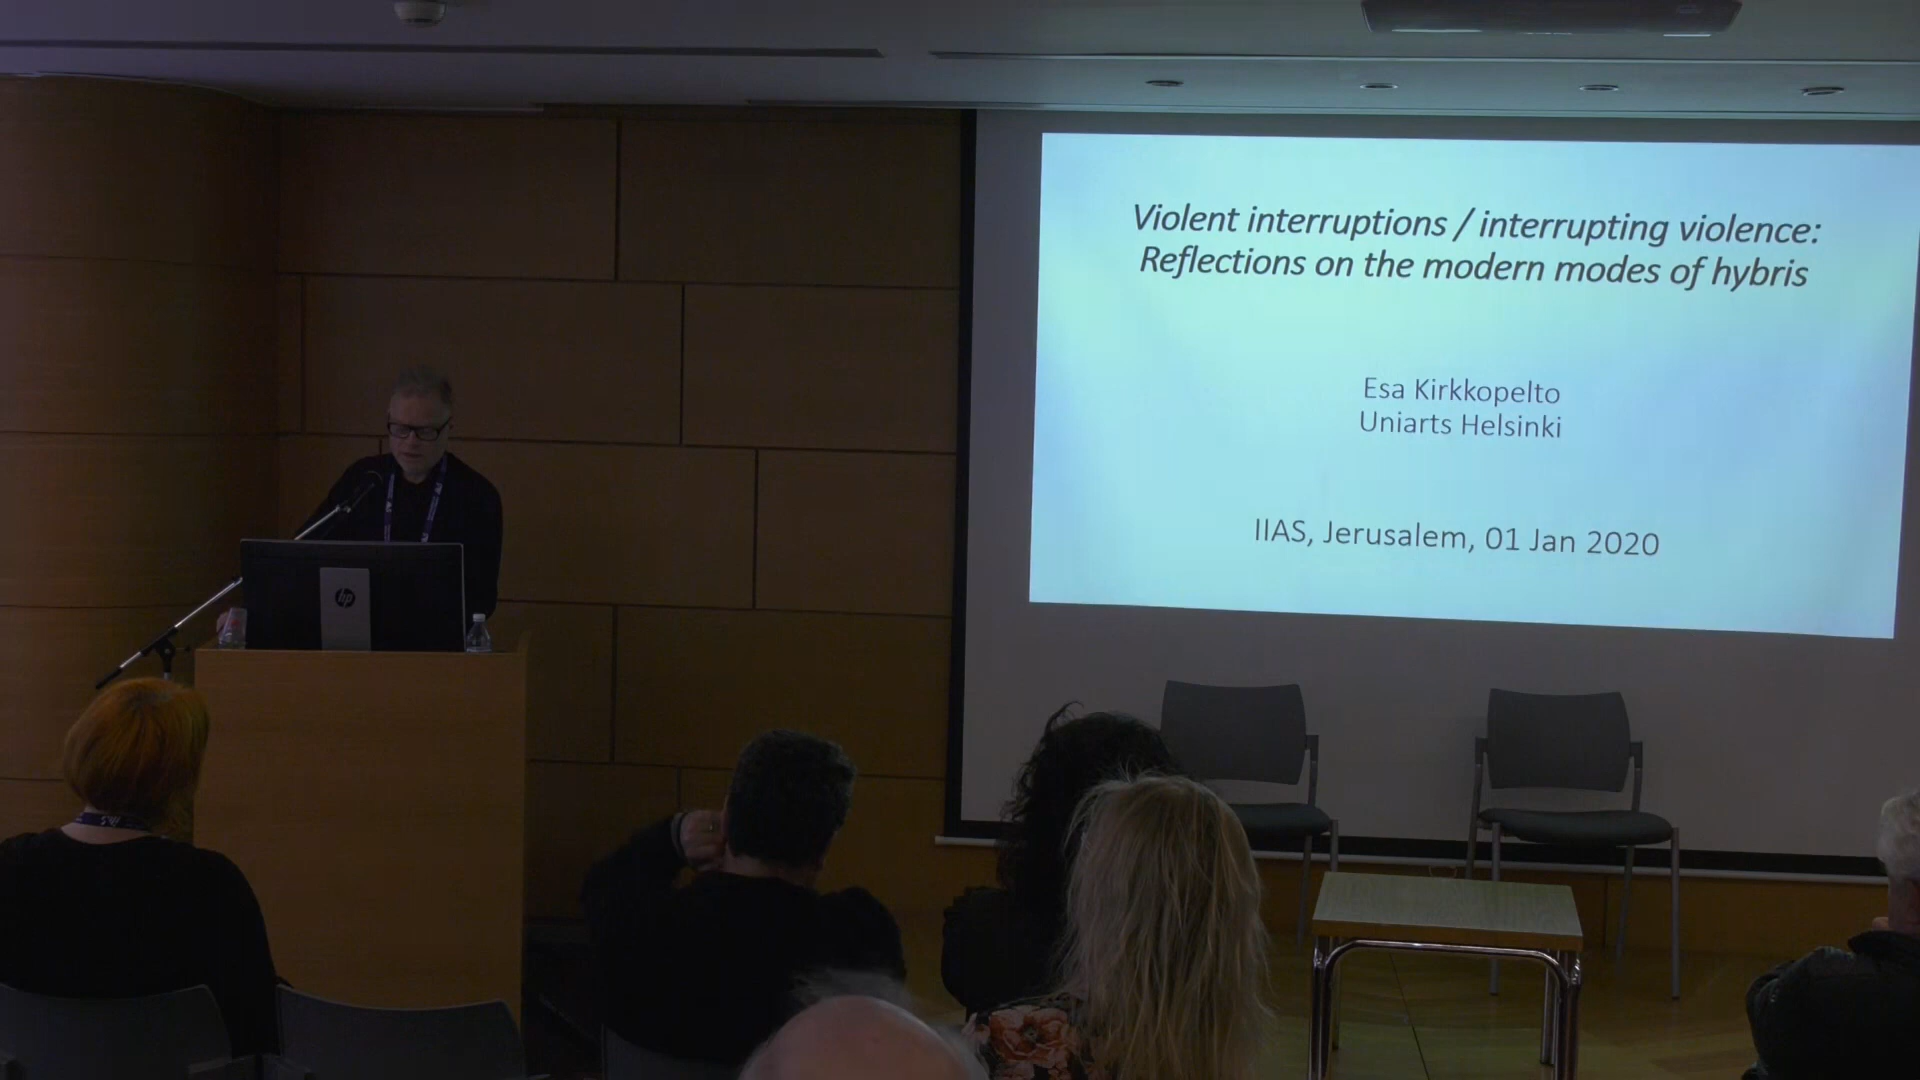 Violent interruptions / interrupting violence:
Reflections on the modern modes of hybris
Esa Kirkkopelto
Uniarts Helsinki
IIAS, Jerusalem, 01 Jan 2020
hp